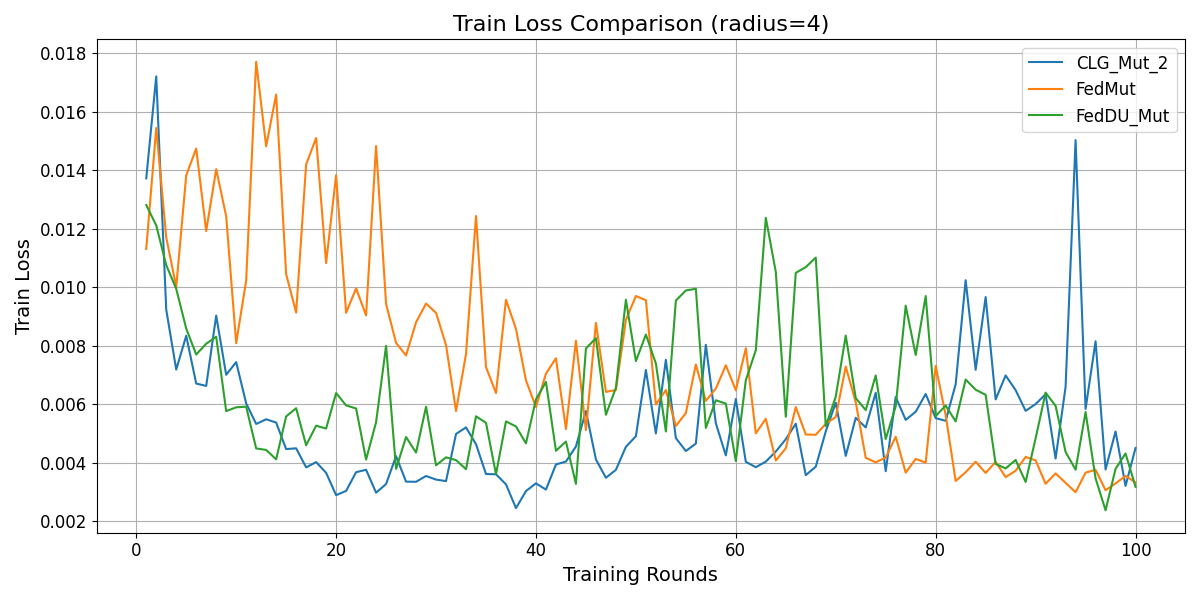 Train Loss Comparison (radius=4)
CLG_Mut_2
FedMut
FedDU_Mut
Train Loss
0.018
0.016
0.014
0.012
0.010
0.008
0.006
0.004
0.002
0
20
40
60
80
100
Training Rounds